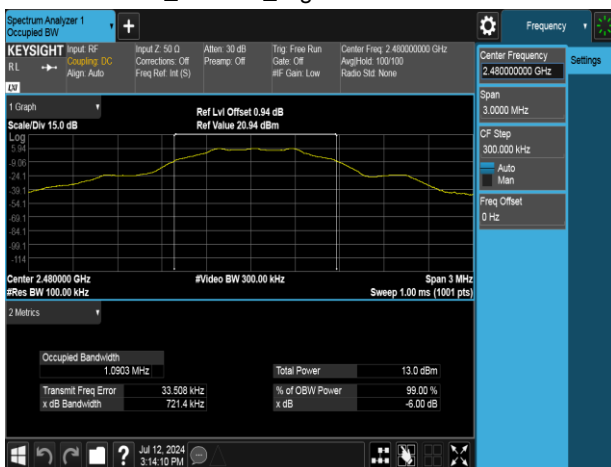 Spectrum Analyzer 1
Occupied BW
+
Frequency
KEYSIGHT
RL
Input: RF
Coupling: DC
Align: Auto
Input Z: 50 Ω
Corrections: Off
Freq Ref: Int (S)
Atten: 30 dB
Preamp: Off
Trig: Free Run
Gate: Off
#IF Gain: Low
Center Freq: 2.480000000 GHz
Avg|Hold: 100/100
Radio Std: None
Center Frequency
2.480000000 GHz
Settings
Span
3.0000 MHz
CF Step
300.000 kHz
Auto
Man
Freq Offset
0 Hz
1 Graph
Scale/Div 15.0 dB
Ref Lvl Offset 0.94 dB
Ref Value 20.94 dBm
Log
5.94
-9.06
-24.1
-39.1
-54.1
-69.1
-84.1
-99.1
-114
Center 2.480000 GHz
#Res BW 100.00 kHz
#Video BW 300.00 kHz
Span 3 MHz
Sweep 1.00 ms (1001 pts)
2 Metrics
Occupied Bandwidth
1.0903 MHz
Total Power 13.0 dBm
Transmit Freq Error 33.508 kHz
% of OBW Power 99.00 %
x dB Bandwidth 721.4 kHz
x dB -6.00 dB
?
Jul 12, 2024
3:14:10 PM